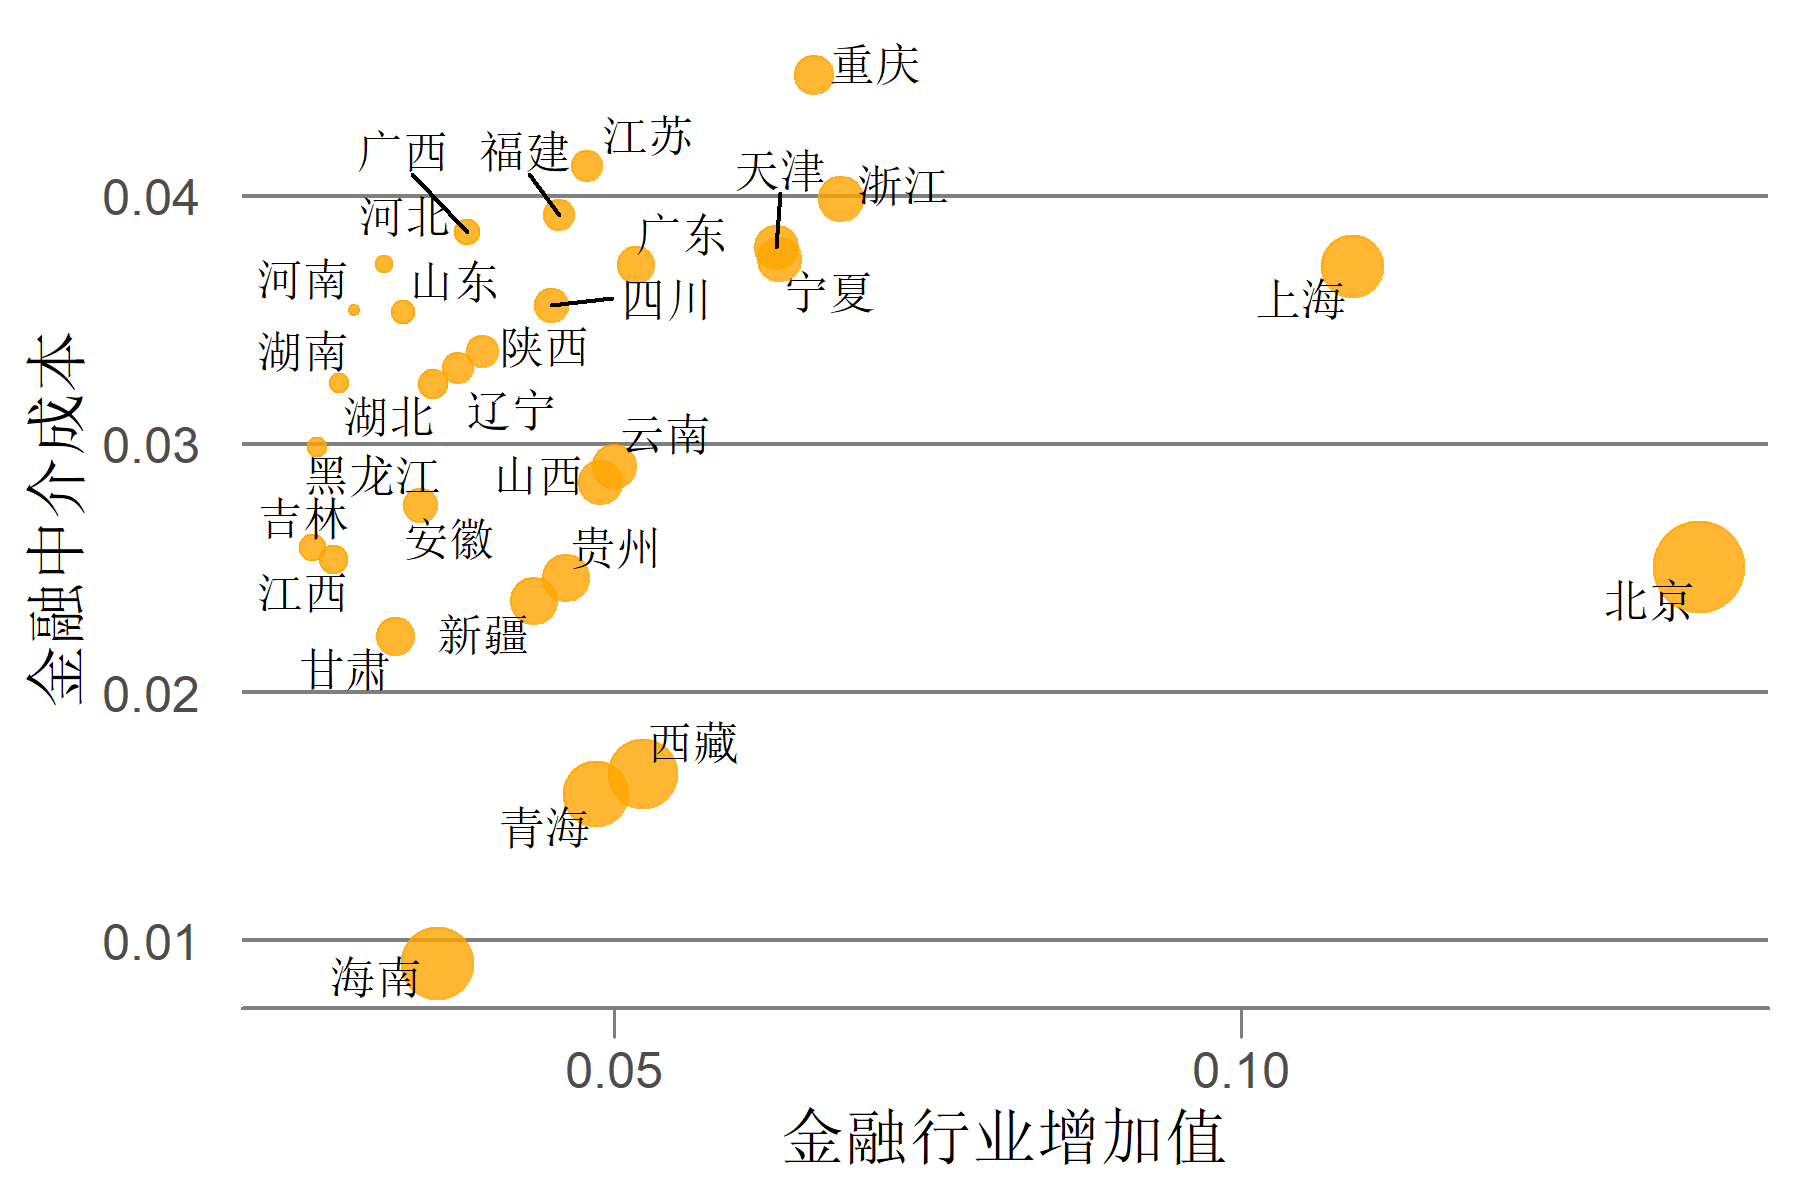 重庆
江苏
广西
福建
天津
浙江
0.04
河北
广东
河南
山东
四川
宁夏
上海
湖南
陕西
湖北
辽宁
云南
0.03
黑龙江
山西
吉林
安徽
贵州
江西
北京
新疆
甘肃
0.02
西藏
青海
0.01
海南
金融中介成本
0.05
0.10
金融行业增加值